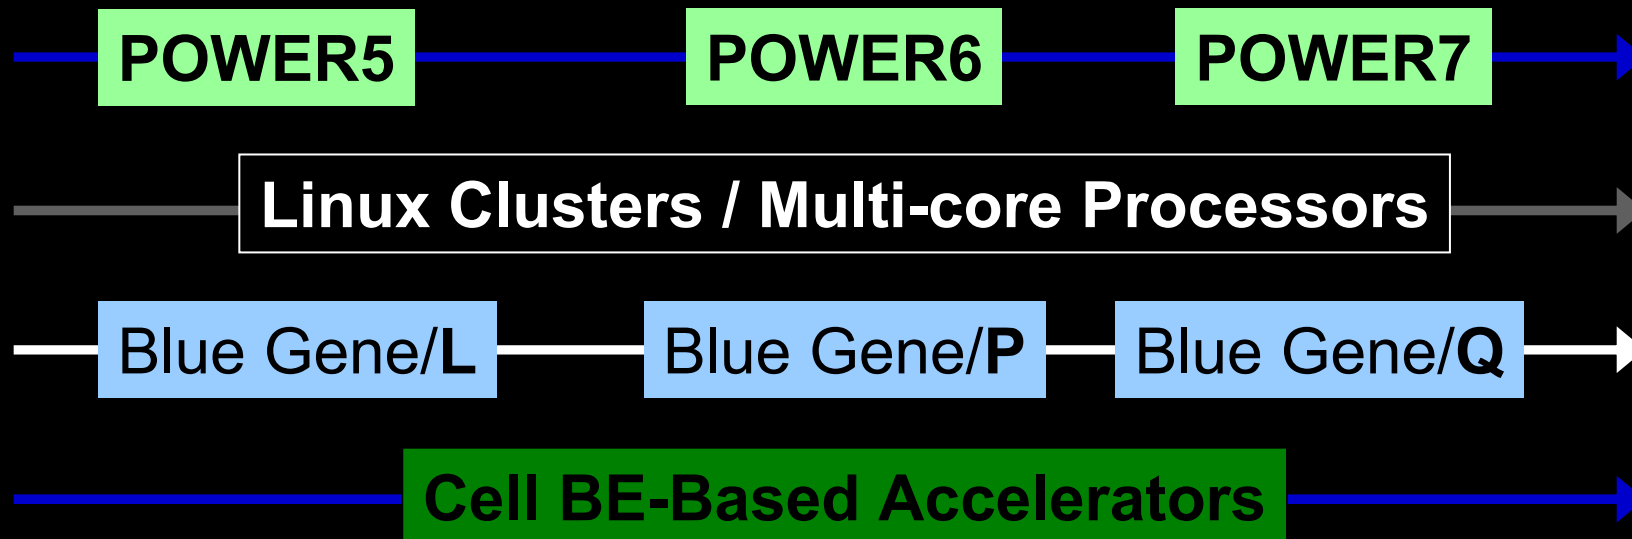 POWER5 POWER6 POWER7
Linux Clusters / Multi-core Processors
Blue Gene/L Blue Gene/P Blue Gene/Q
Cell BE-Based Accelerators